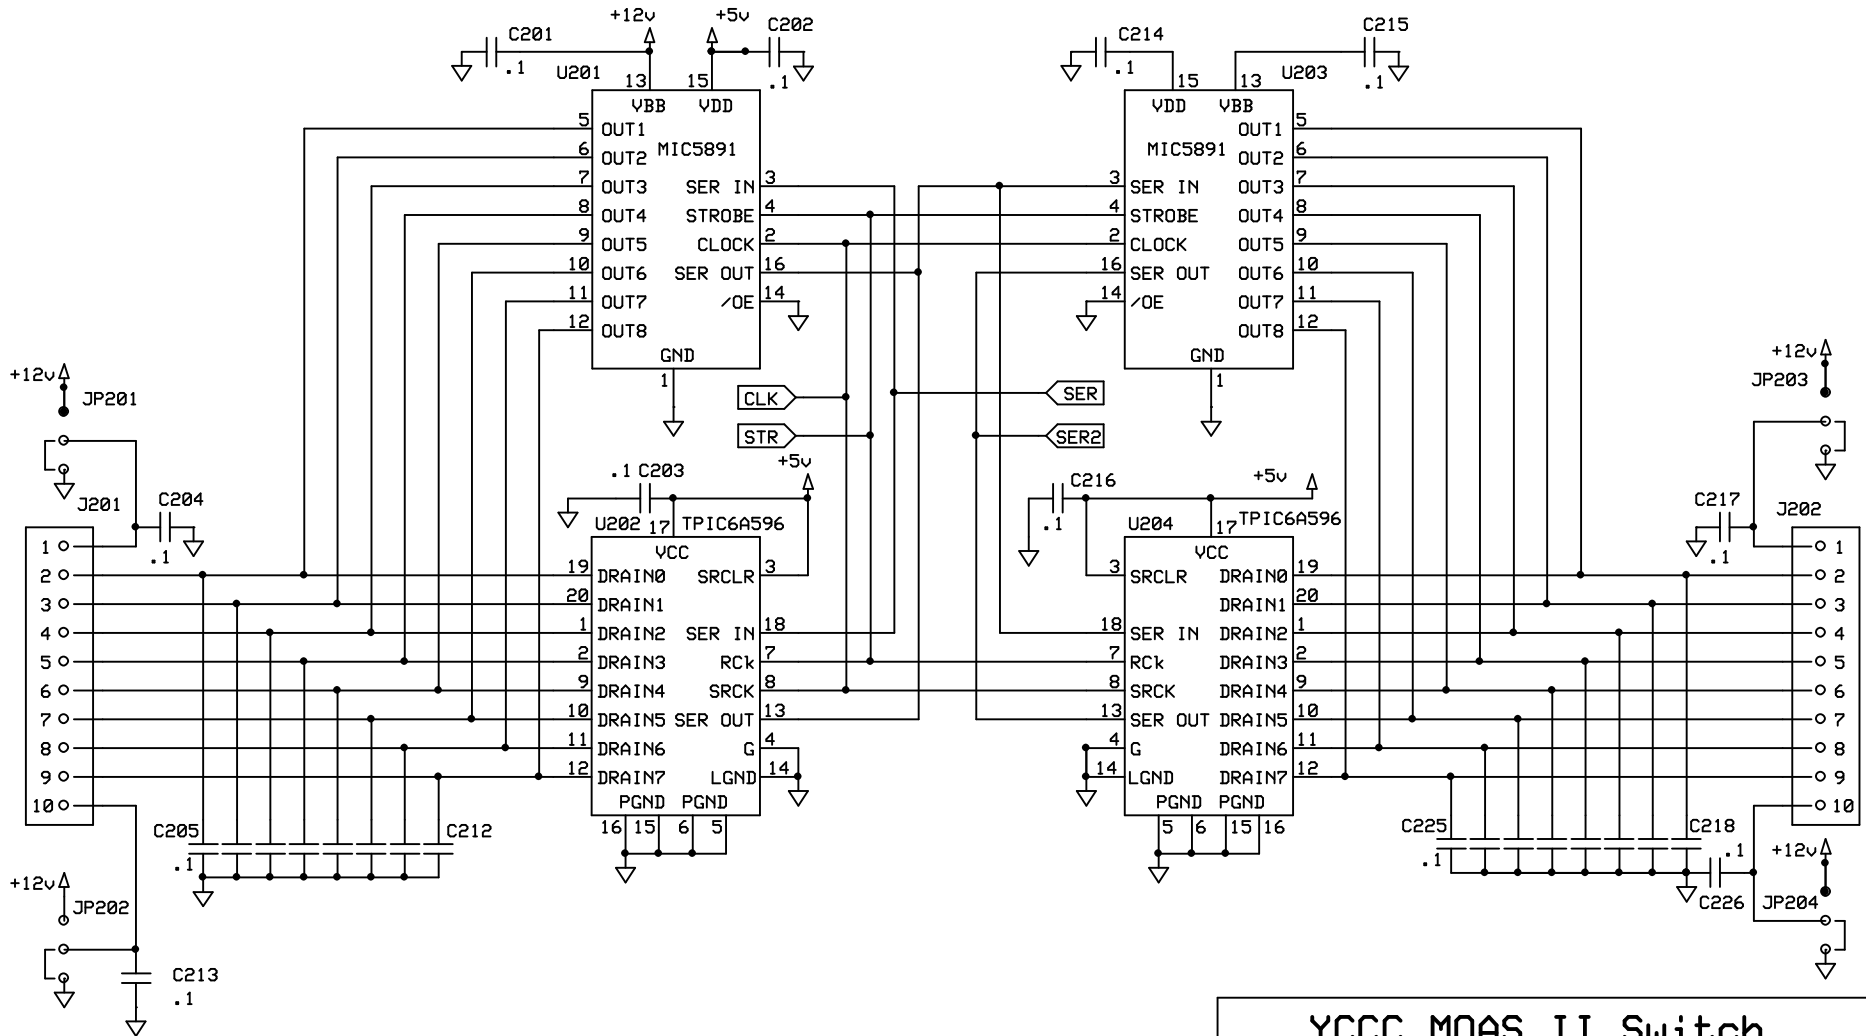 +12v +5v
C201 C202 C214 C215
.1 U201 .1 .1 U203 .1
13 15 15 13
VBB VDD VDD VBB
5 OUT1 OUT1 5
MIC5891 MIC5891
6 OUT2 OUT2 6
7 OUT3 SER IN 3 3 SER IN OUT3 7
8 OUT4 STROBE 4 4 STROBE OUT4 8
9 OUT5 CLOCK 2 2 CLOCK OUT5 9
10 OUT6 SER OUT 16 16 SER OUT OUT6 10
11 OUT7 /OE 14 14 /OE OUT7 11
12 OUT8 OUT8 12
GND GND
1 1
+12v JP201 CLK SER +12v JP203
STR SER2
.1 C203 +5v C216 +5v
J201 C204 C217 J202
U202 17 TPIC6A596 .1 U204 17 TPIC6A596
VCC VCC
1 .1 .1 1
2 19 DRAIN0 SRCLR 3 3 SRCLR DRAIN0 19 2
3 20 DRAIN1 DRAIN1 20 3
4 1 DRAIN2 SER IN 18 18 SER IN DRAIN2 1 4
5 2 DRAIN3 RCk 7 7 RCk DRAIN3 2 5
6 9 DRAIN4 SRCK 8 8 SRCK DRAIN4 9 6
7 10 DRAIN5 SER OUT 13 13 SER OUT DRAIN5 10 7
8 11 DRAIN6 G 4 4 G DRAIN6 11 8
9 12 DRAIN7 LGND 14 14 LGND DRAIN7 12 9
10 PGND PGND PGND PGND 10
16 15 6 5 5 6 15 16
C205 C212 C225 C218
.1 .1 .1 +12v
+12v JP202 C226 JP204
C213
.1
YCCC MOAS II Switch